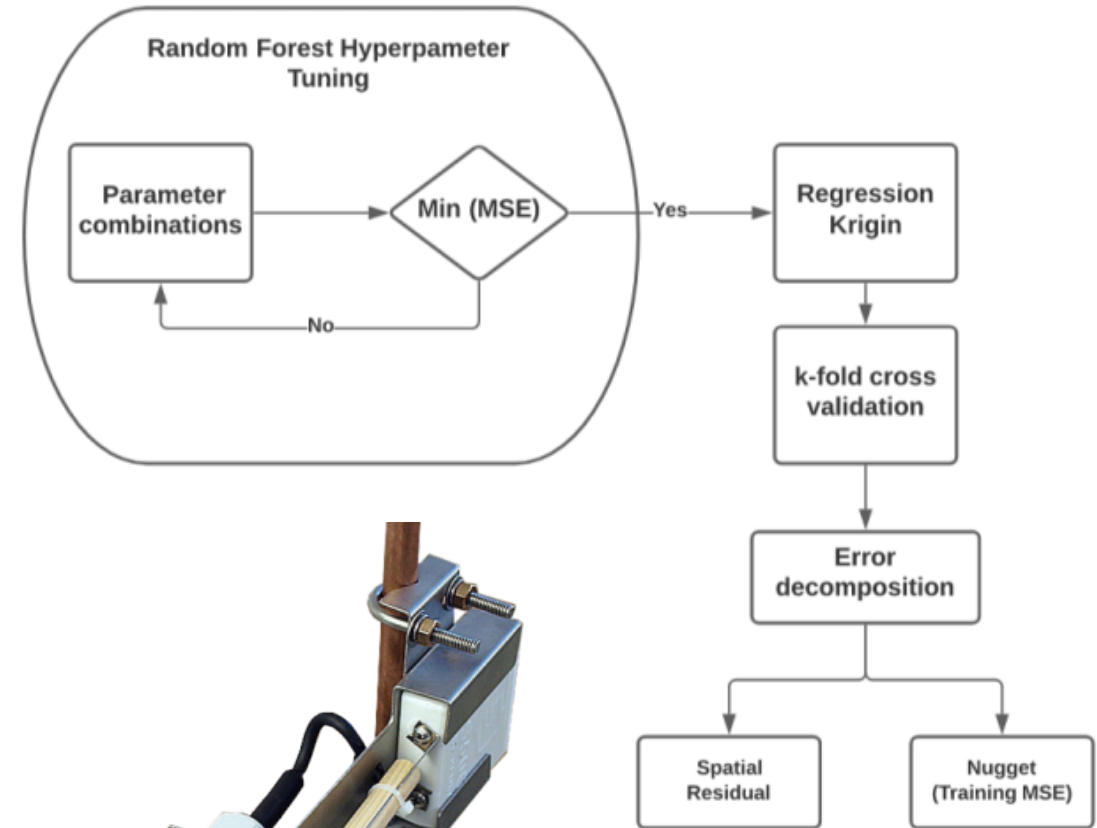 Random Forest Hyperpameter
Tuning
Parameter
combinations
Min (MSE)
Yes
No
Regression
Krigin
k-fold cross
validation
Error
decomposition
Spatial
Residual
Nugget
(Training MSE)